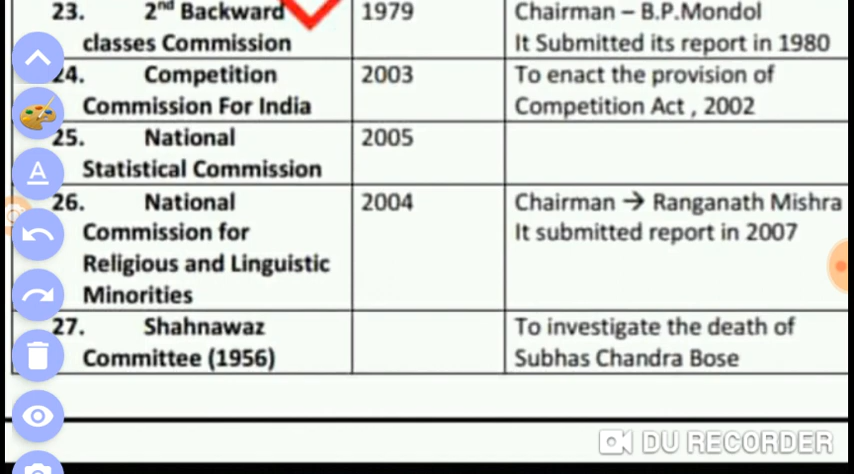 23. 2nd Backward 1979 Chairman – B.P.Mondol
classes Commission It Submitted its report in 1980
24. Competition 2003 To enact the provision of
Commission For India Competition Act , 2002
25. National 2005
Statistical Commission
26. National 2004 Chairman → Ranganath Mishra
Commission for It submitted report in 2007
Religious and Linguistic
Minorities
27. Shahnawaz To investigate the death of
Committee (1956) Subhas Chandra Bose
A
DU RECORDER